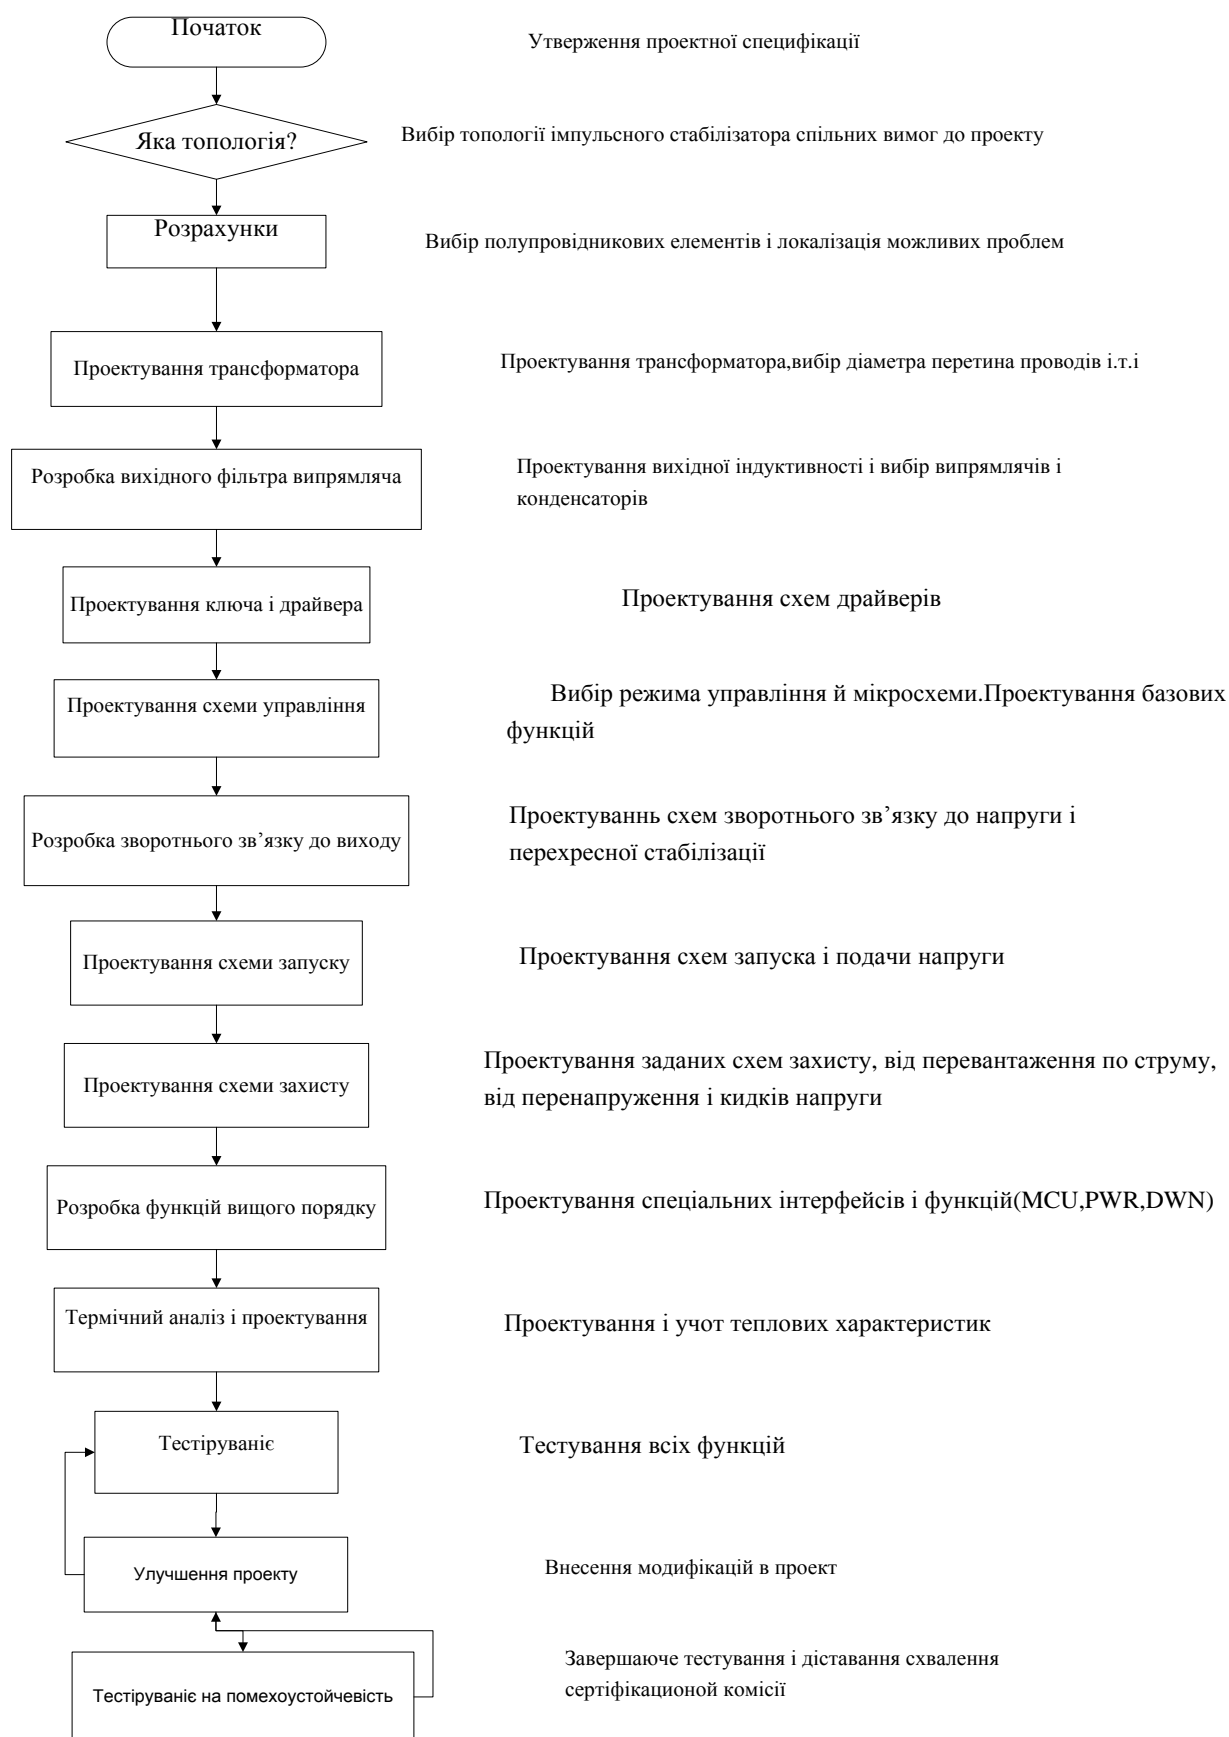 Початок
Утверження проектної специфікації
Яка топологія?
Вибір топології імпульсного стабілізатора спільних вимог до проекту
Розрахунки
Вибір полупровідникових елементів і локалізація можливих проблем
Проектування трансформатора
Проектування трансформатора,вибір діаметра перетина проводів і.т.і
Розробка вихідного фільтра випрямляча
Проектування вихідної індуктивності і вибір випрямлячів і
конденсаторів
Проектування ключа і драйвера
Проектування схем драйверів
Проектування схеми управління
Вибір режима управління й мікросхеми.Проектування базових
функцій
Розробка зворотнього зв’язку до виходу
Проектуваннь схем зворотнього зв’язку до напруги і
перехресної стабілізації
Проектування схеми запуску
Проектування схем запуска і подачи напруги
Проектування схеми захисту
Проектування заданих схем захисту, від перевантаження по струму,
від перенапруження і кидків напруги
Розробка функцій вищого порядку
Проектування спеціальних інтерфейсів і функцій(MCU,PWR,DWN)
Термічний аналіз і проектування
Проектування і учот теплових характеристик
Тестіруваніє
Тестування всіх функцій
Улучшення проекту
Внесення модифікацій в проект
Тестіруваніє на помехоустойчевість
Завершаюче тестування і діставання схвалення
сертіфікационой комісії